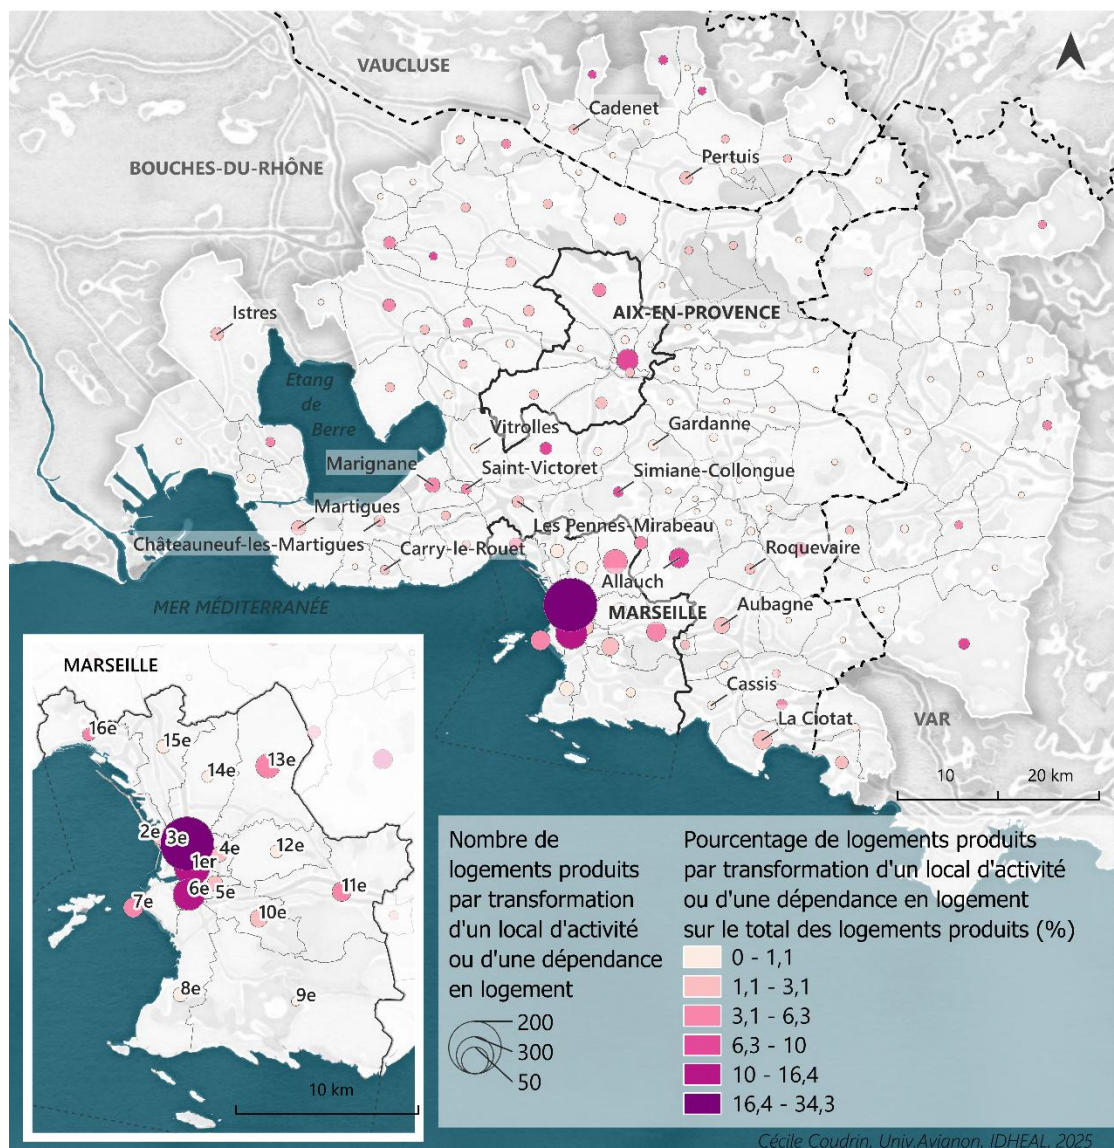 VAUCLUSE
Cadenet
Pertuis
BOUCHES-DU-RHÔNE
Istres
AIX-EN-PROVENCE
Etang
de
Berre
Vitrolles
Gardanne
Marignane
Saint-Victoret
Simiane-Collongue
Martigues
Les Pennes-Mirabeau
Châteauneuf-les-Martigues
Carry-le-Rouet
Roquevaire
Allauch
MER MÉDITERRANÉE
MARSEILLE
Aubagne
Cassis
La Ciotat
VAR
10 20 km
MARSEILLE
16e
15e
14e
13e
2e
3e
4e
12e
1er
6e
5e
11e
7e
10e
8e
9e
10 km
Nombre de
logements produits
par transformation
d'un local d'activité
ou d'une dépendance
en logement
200
300
50
Pourcentage de logements produits
par transformation d'un local d'activité
ou d'une dépendance en logement
sur le total des logements produits (%)
0 - 1,1
1,1 - 3,1
3,1 - 6,3
6,3 - 10
10 - 16,4
16,4 - 34,3
Cécile Coudrin, Univ.Avignon, IDHEAL, 2025